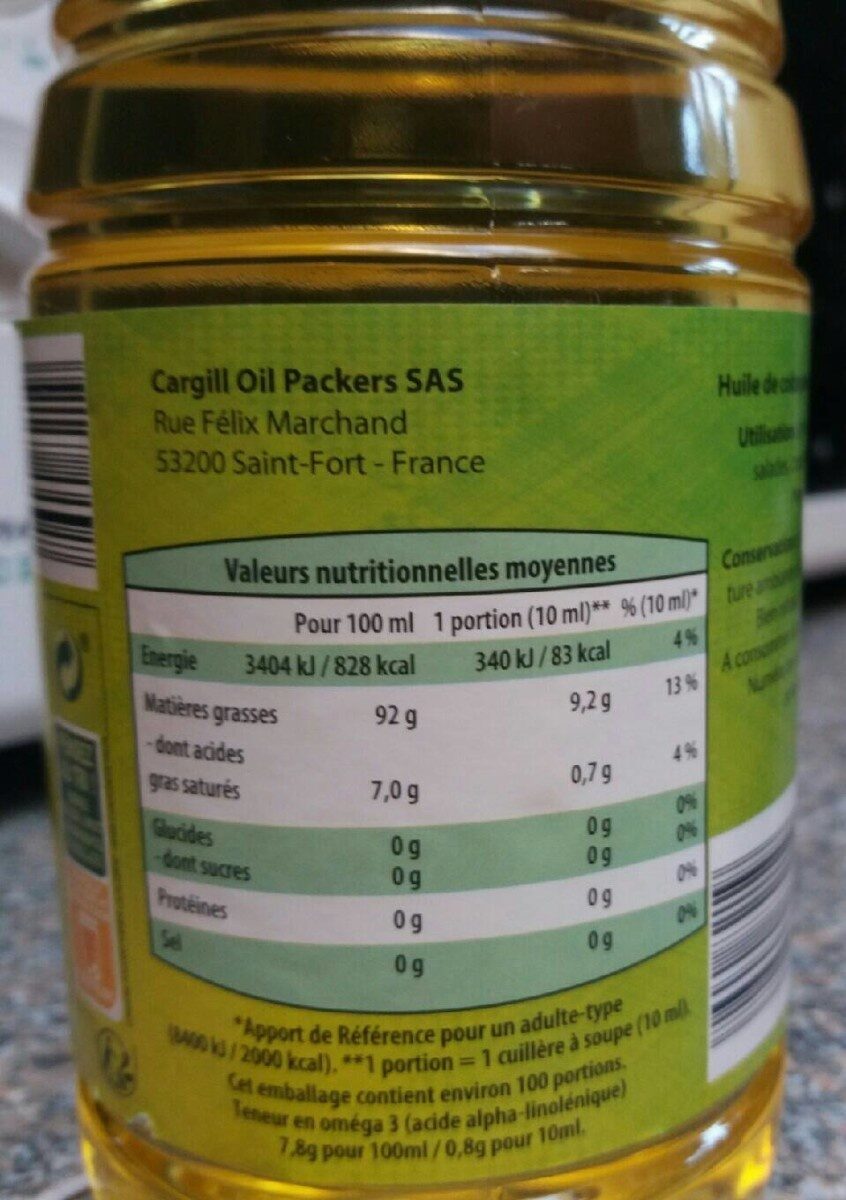 Cargill Oil Packers SAS
Rue Félix Marchand
53200 Saint-Fort - France
Valeurs nutritionnelles moyennes
Pour 100 ml 1 portion (10 ml)** % (10 ml)*
Energie 3404 kJ / 828 kcal 340 kJ / 83 kcal 4 %
Matières grasses 92 g 9,2 g 13 %
- dont acides
gras saturés 7,0 g 0,7 g 4 %
Glucides 0 g 0 g 0%
- dont sucres 0 g 0 g 0%
Protéines 0 g 0 g 0%
Sel 0 g 0 g 0%
*Apport de Référence pour un adulte-type
(8400 kJ / 2000 kcal). **1 portion = 1 cuillère à soupe (10 ml).
Cet emballage contient environ 100 portions.
Teneur en oméga 3 (acide alpha-linolénique)
7,8g pour 100ml / 0,8g pour 10ml.
Huile de
Utilisation
salades